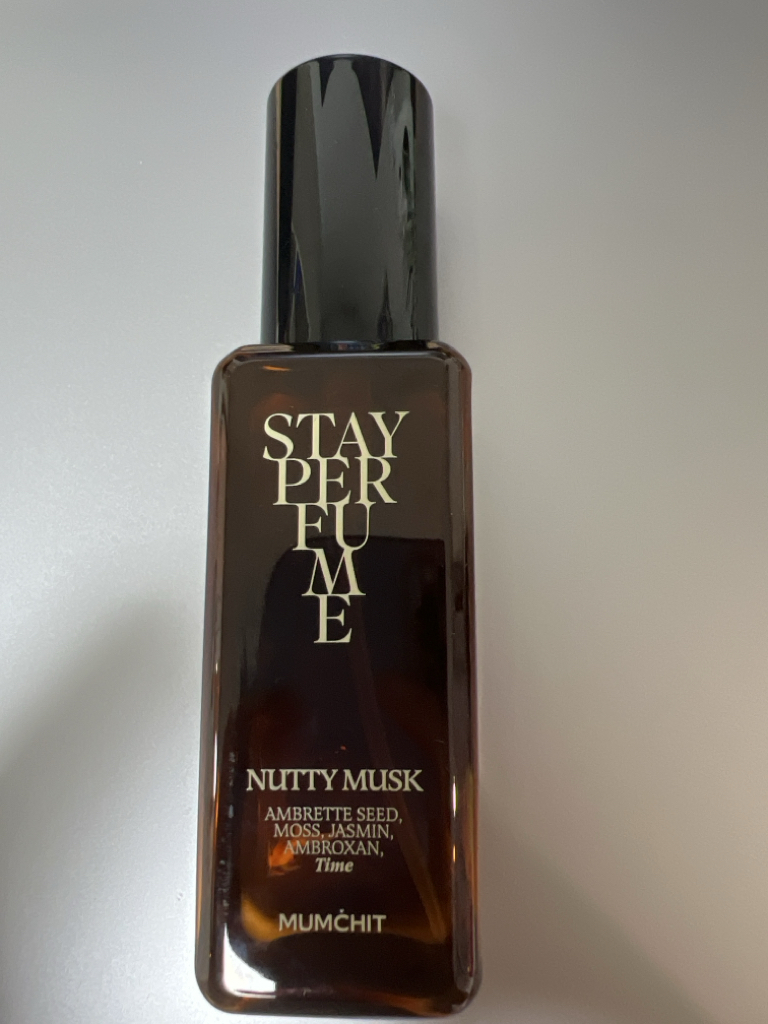 STAY
PER
FU
M
E
NUTTY MUSK
AMBRETTE SEED,
MOSS, JASMIN,
AMBROXAN,
Time
MUMĊHIT